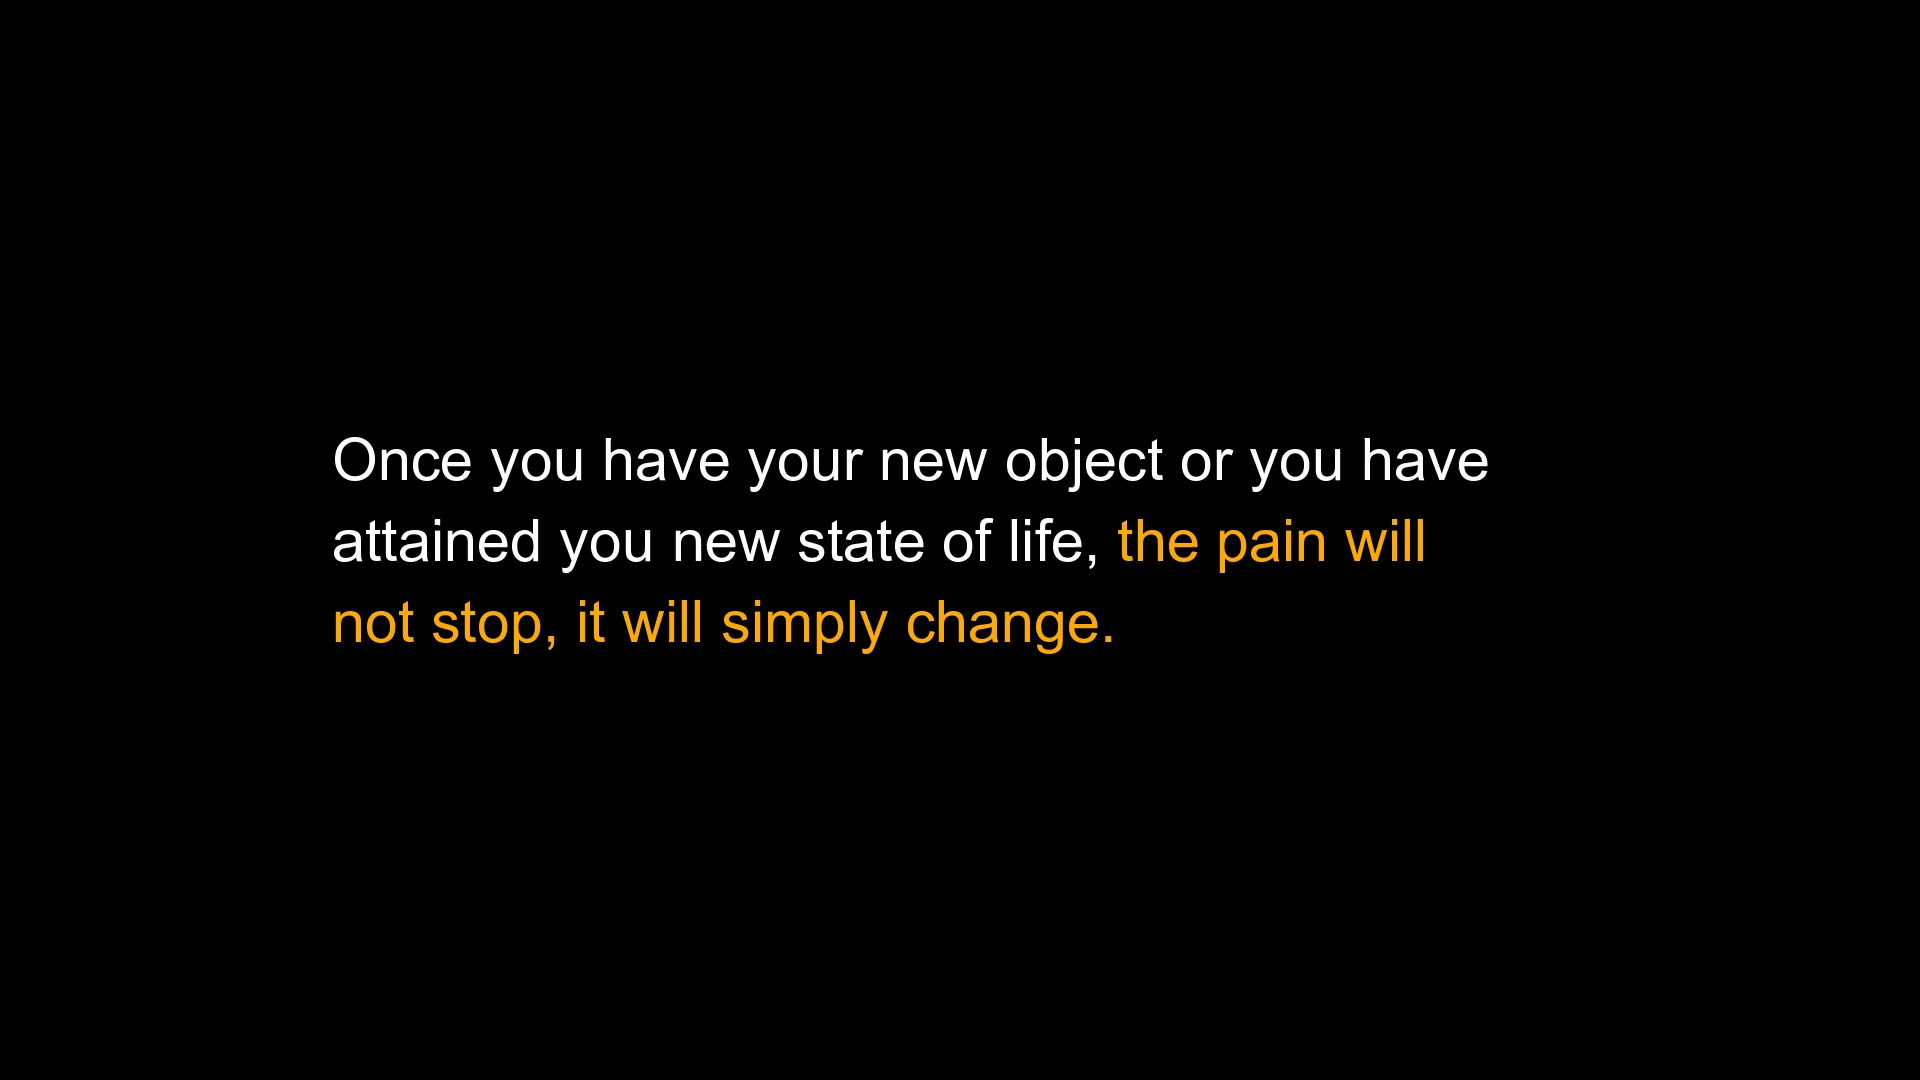 Once you have your new object or you have
attained you new state of life, the pain will
not stop, it will simply change.